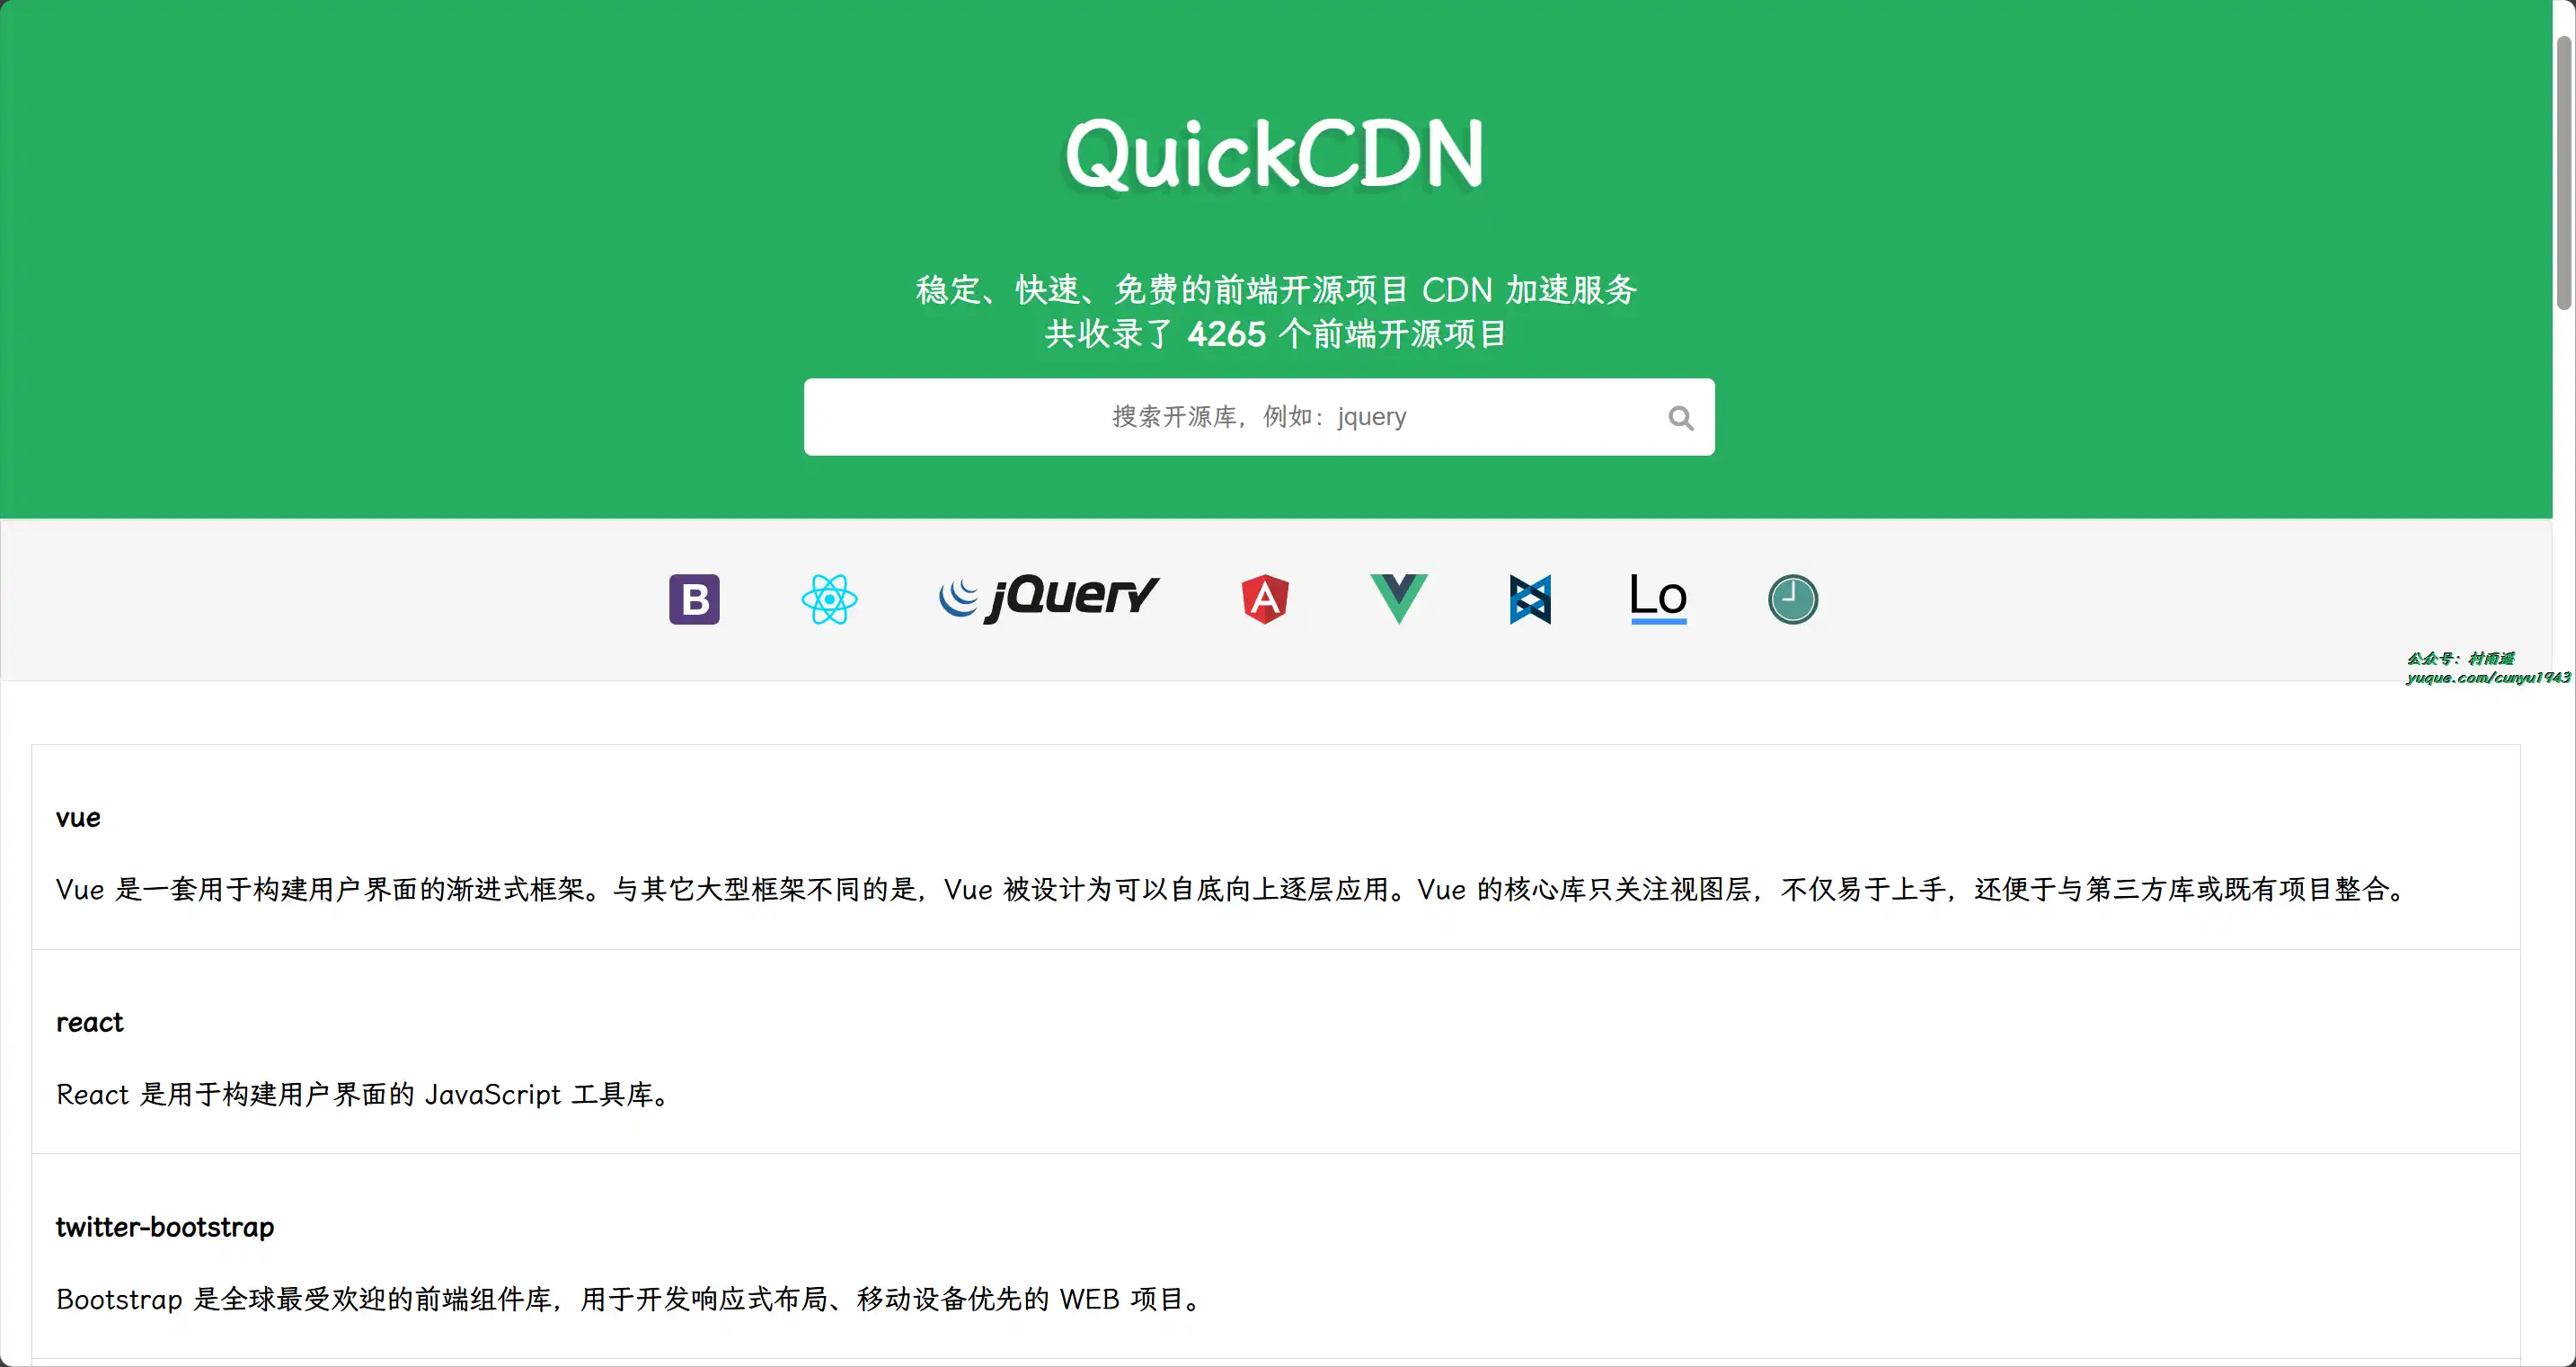 QuickCDN
稳定、快速、免费的前端开源项目 CDN 加速服务
共收录了 4265 个前端开源项目
搜索开源库，例如：jquery
B
jQuery
A
Lo
公众号：村雨遥
yuque.com/cunyu1943
vue
Vue 是一套用于构建用户界面的渐进式框架。与其它大型框架不同的是，Vue 被设计为可以自底向上逐层应用。Vue 的核心库只关注视图层，不仅易于上手，还便于与第三方库或既有项目整合。
react
React 是用于构建用户界面的 JavaScript 工具库。
twitter-bootstrap
Bootstrap 是全球最受欢迎的前端组件库，用于开发响应式布局、移动设备优先的 WEB 项目。